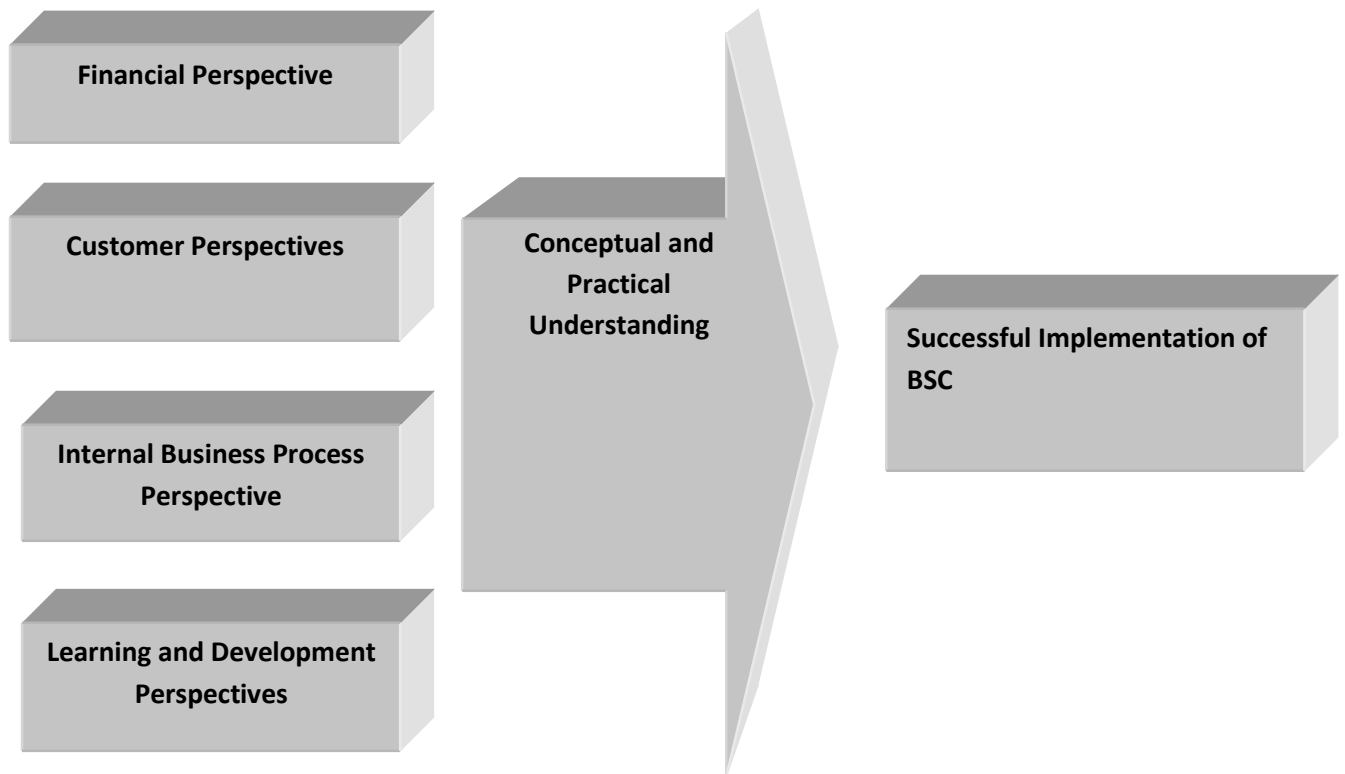 Financial Perspective
Customer Perspectives
Internal Business Process
Perspective
Learning and Development
Perspectives
Conceptual and
Practical
Understanding
Successful Implementation of
BSC